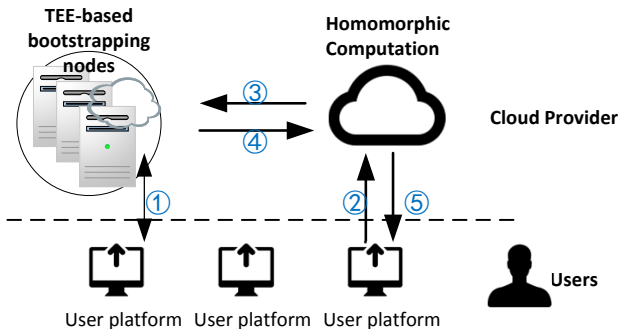 TEE-based
bootstrapping
nodes
Homomorphic
Computation
③
④
Cloud Provider
①
②
⑤
Users
User platform User platform User platform